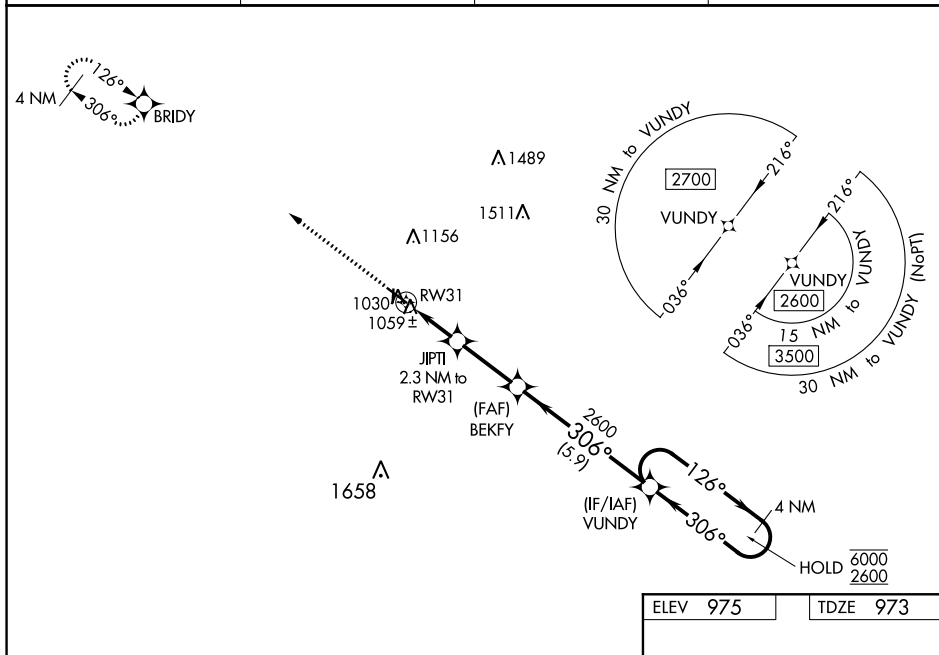 4 NM
126°
306°
BRIDY
1489
1511
1156
1030
RW31
1059 ±
JIPTI
2.3 NM to
RW31
(FAF)
BEKFY
2600
306°
(5.9)
1658
(IF/IAF)
VUNDY
126°
306°
4 NM
HOLD 6000
2600
30 NM to VUNDY
216°
2700
VUNDY
036°
216°
VUNDY
2600
036°
15 NM to VUNDY
3500
30 NM to VUNDY (NoPT)
ELEV 975
TDZE 973